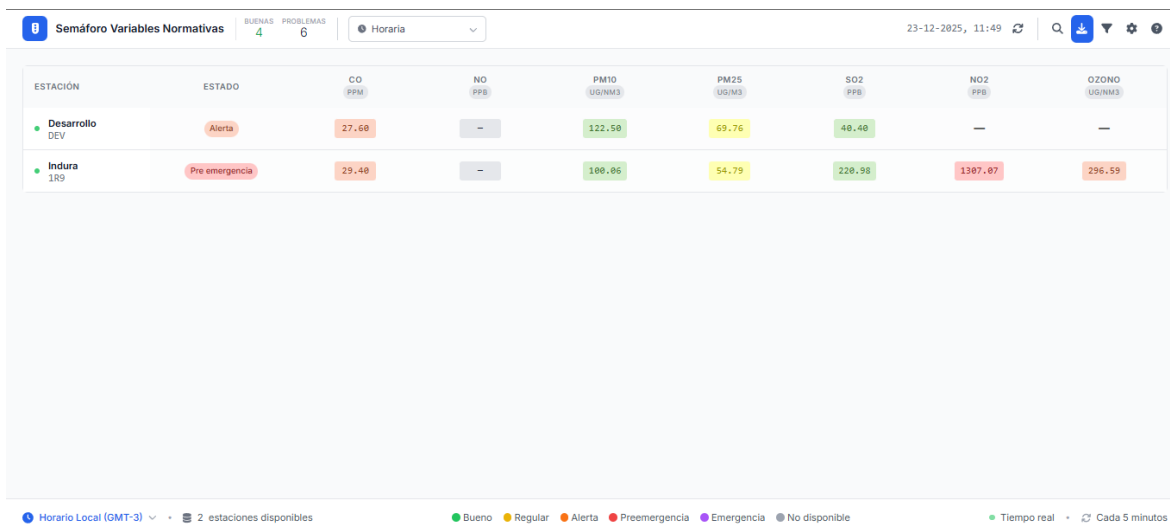 Semáforo Variables Normativas
BUENAS PROBLEMAS
4 6
Horaria
23-12-2025, 11:49
ESTACIÓN ESTADO CO NO PM10 PM25 SO2 NO2 OZONO
PPM PPB UG/NM3 UG/M3 PPB PPB UG/NM3
Desarrollo
DEV
Alerta 27.60 – 122.50 69.76 40.40 — —
Indura
1R9
Pre emergencia 29.40 – 100.06 54.79 220.98 1307.07 296.59
Horario Local (GMT-3) • 2 estaciones disponibles
Bueno Regular Alerta Preemergencia Emergencia No disponible
Tiempo real • Cada 5 minutos